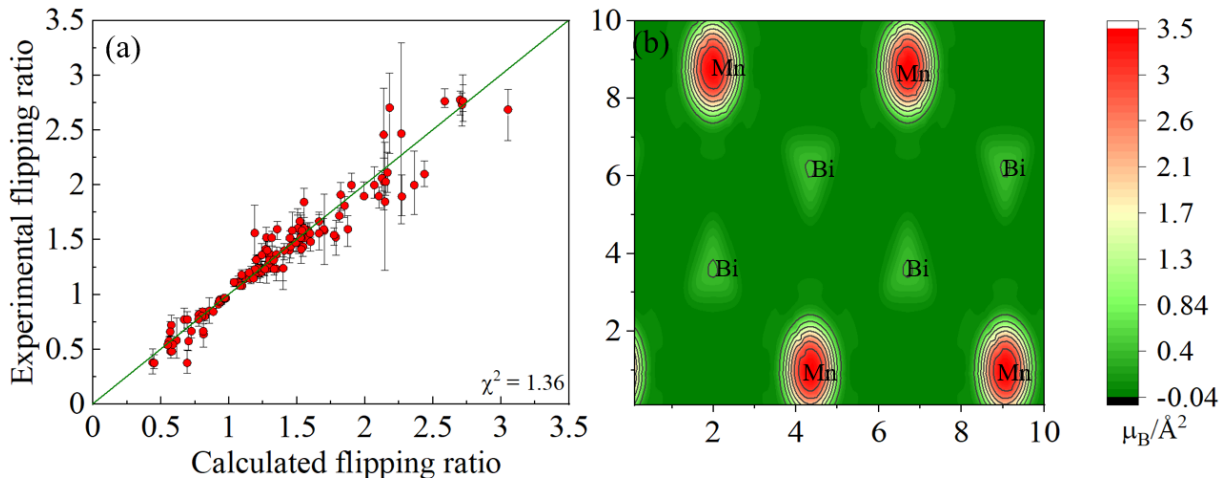 (a)
Experimental flipping ratio
3.5
3
2.5
2
1.5
1
0.5
0
0 0.5 1 1.5 2 2.5 3 3.5
Calculated flipping ratio
χ² = 1.36
(b)
10
8
6
4
2
2 4 6 8 10
Mn Mn
Bi Bi
Bi Bi
Mn Mn
3.5
2.6
2.1
1.7
1.3
0.84
0.4
-0.04
μ_B/Å²